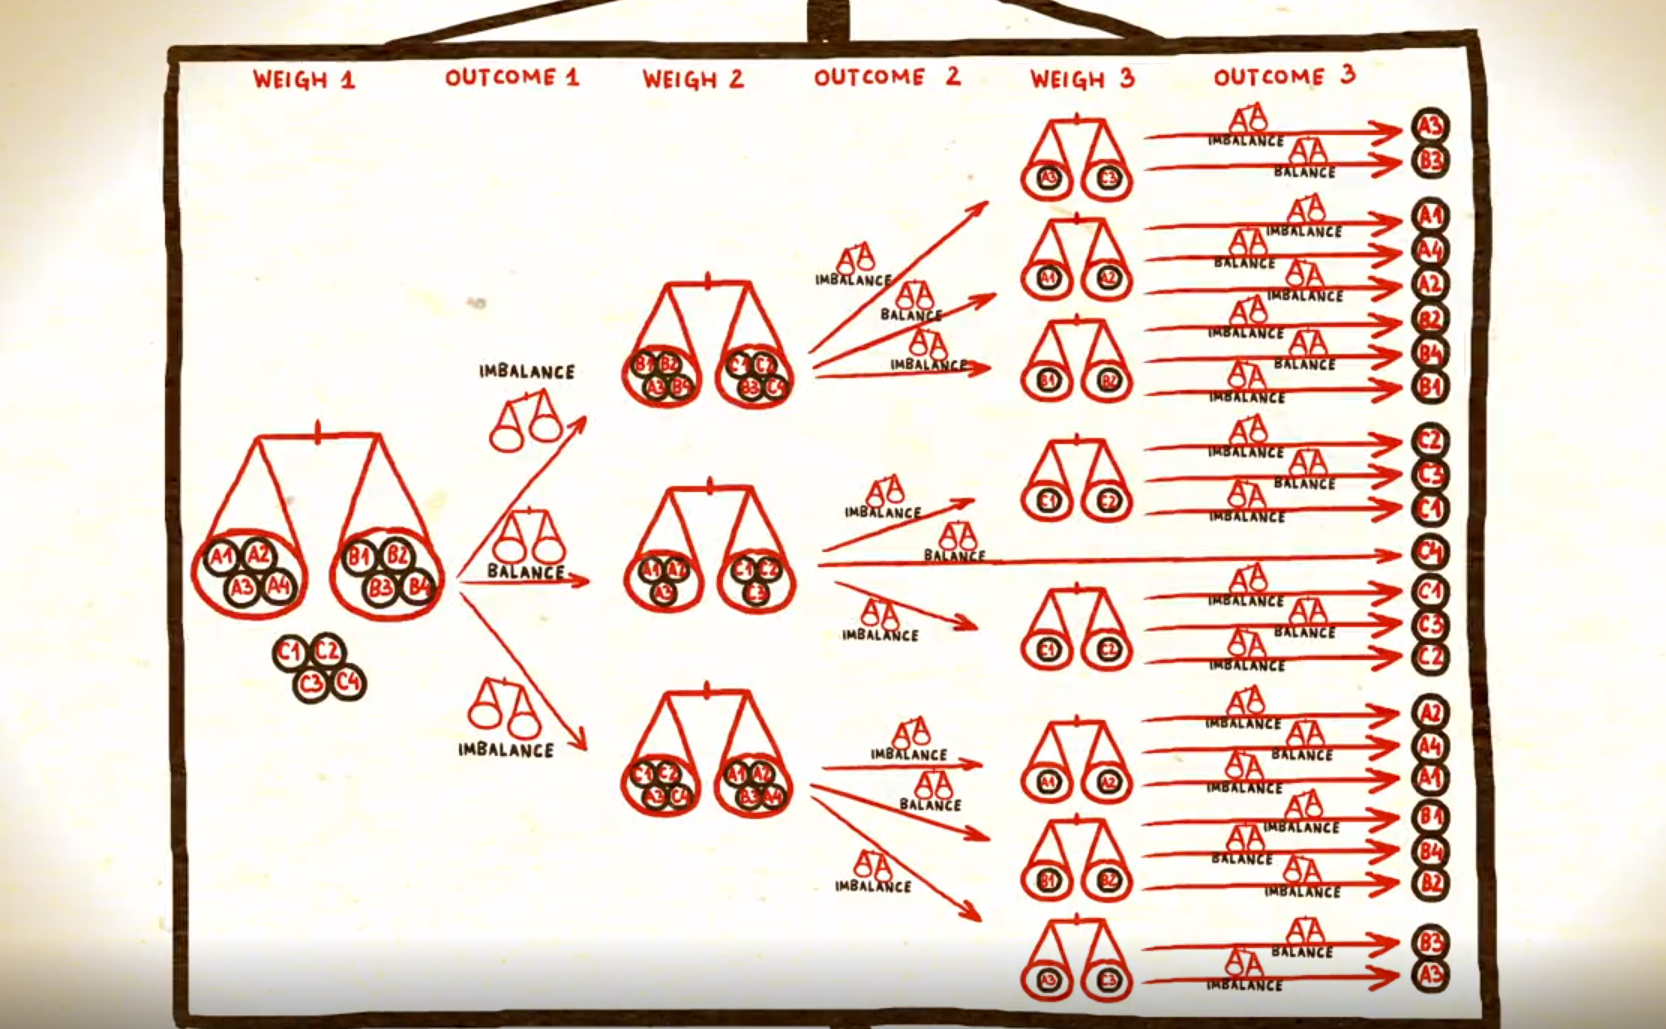 WEIGH 1 OUTCOME 1 WEIGH 2 OUTCOME 2 WEIGH 3 OUTCOME 3
A1 A2
A3 A4
B1 B2
B3 B4
C1 C2
C3 C4
IMBALANCE
BALANCE
IMBALANCE
B1 B2
A3 B4
C1 C2
B3 C4
A1 A2
A3
C1 C2
C3
C1 C2
A3 C4
A1 A2
B3 A4
IMBALANCE
BALANCE
IMBALANCE
IMBALANCE
BALANCE
IMBALANCE
IMBALANCE
BALANCE
IMBALANCE
A3 C3
IMBALANCE A3
BALANCE B3
A1 A2
IMBALANCE A1
BALANCE A4
IMBALANCE A2
B1 B2
IMBALANCE B2
BALANCE B4
IMBALANCE B1
C1 C2
IMBALANCE C2
BALANCE C3
IMBALANCE C1
C4
C1 C2
IMBALANCE C1
BALANCE C3
IMBALANCE C2
A1 A2
IMBALANCE A2
BALANCE A4
IMBALANCE A1
B1 B2
IMBALANCE B1
BALANCE B4
IMBALANCE B2
A3 C3
BALANCE B3
IMBALANCE A3